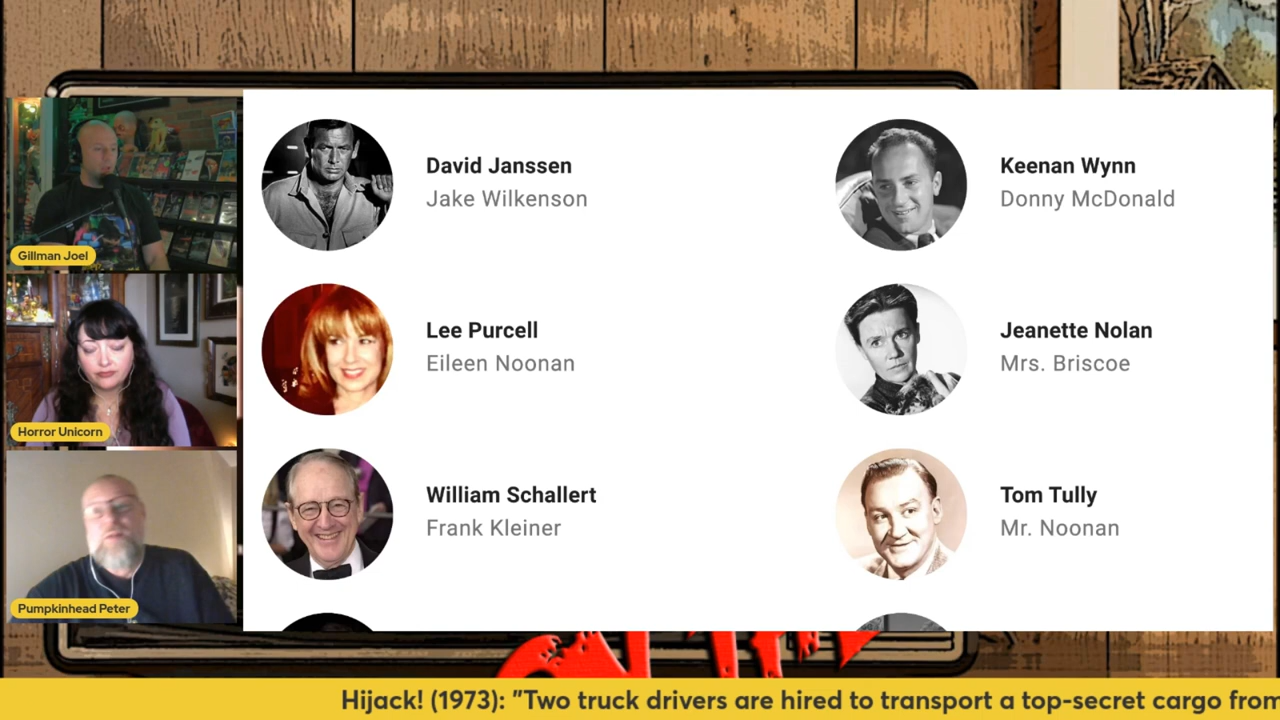 Gillman Joel
Horror Unicorn
Pumpkinhead Peter
David Janssen
Jake Wilkenson
Keenan Wynn
Donny McDonald
Lee Purcell
Eileen Noonan
Jeanette Nolan
Mrs. Briscoe
William Schallert
Frank Kleiner
Tom Tully
Mr. Noonan
Hijack! (1973): "Two truck drivers are hired to transport a top-secret cargo from